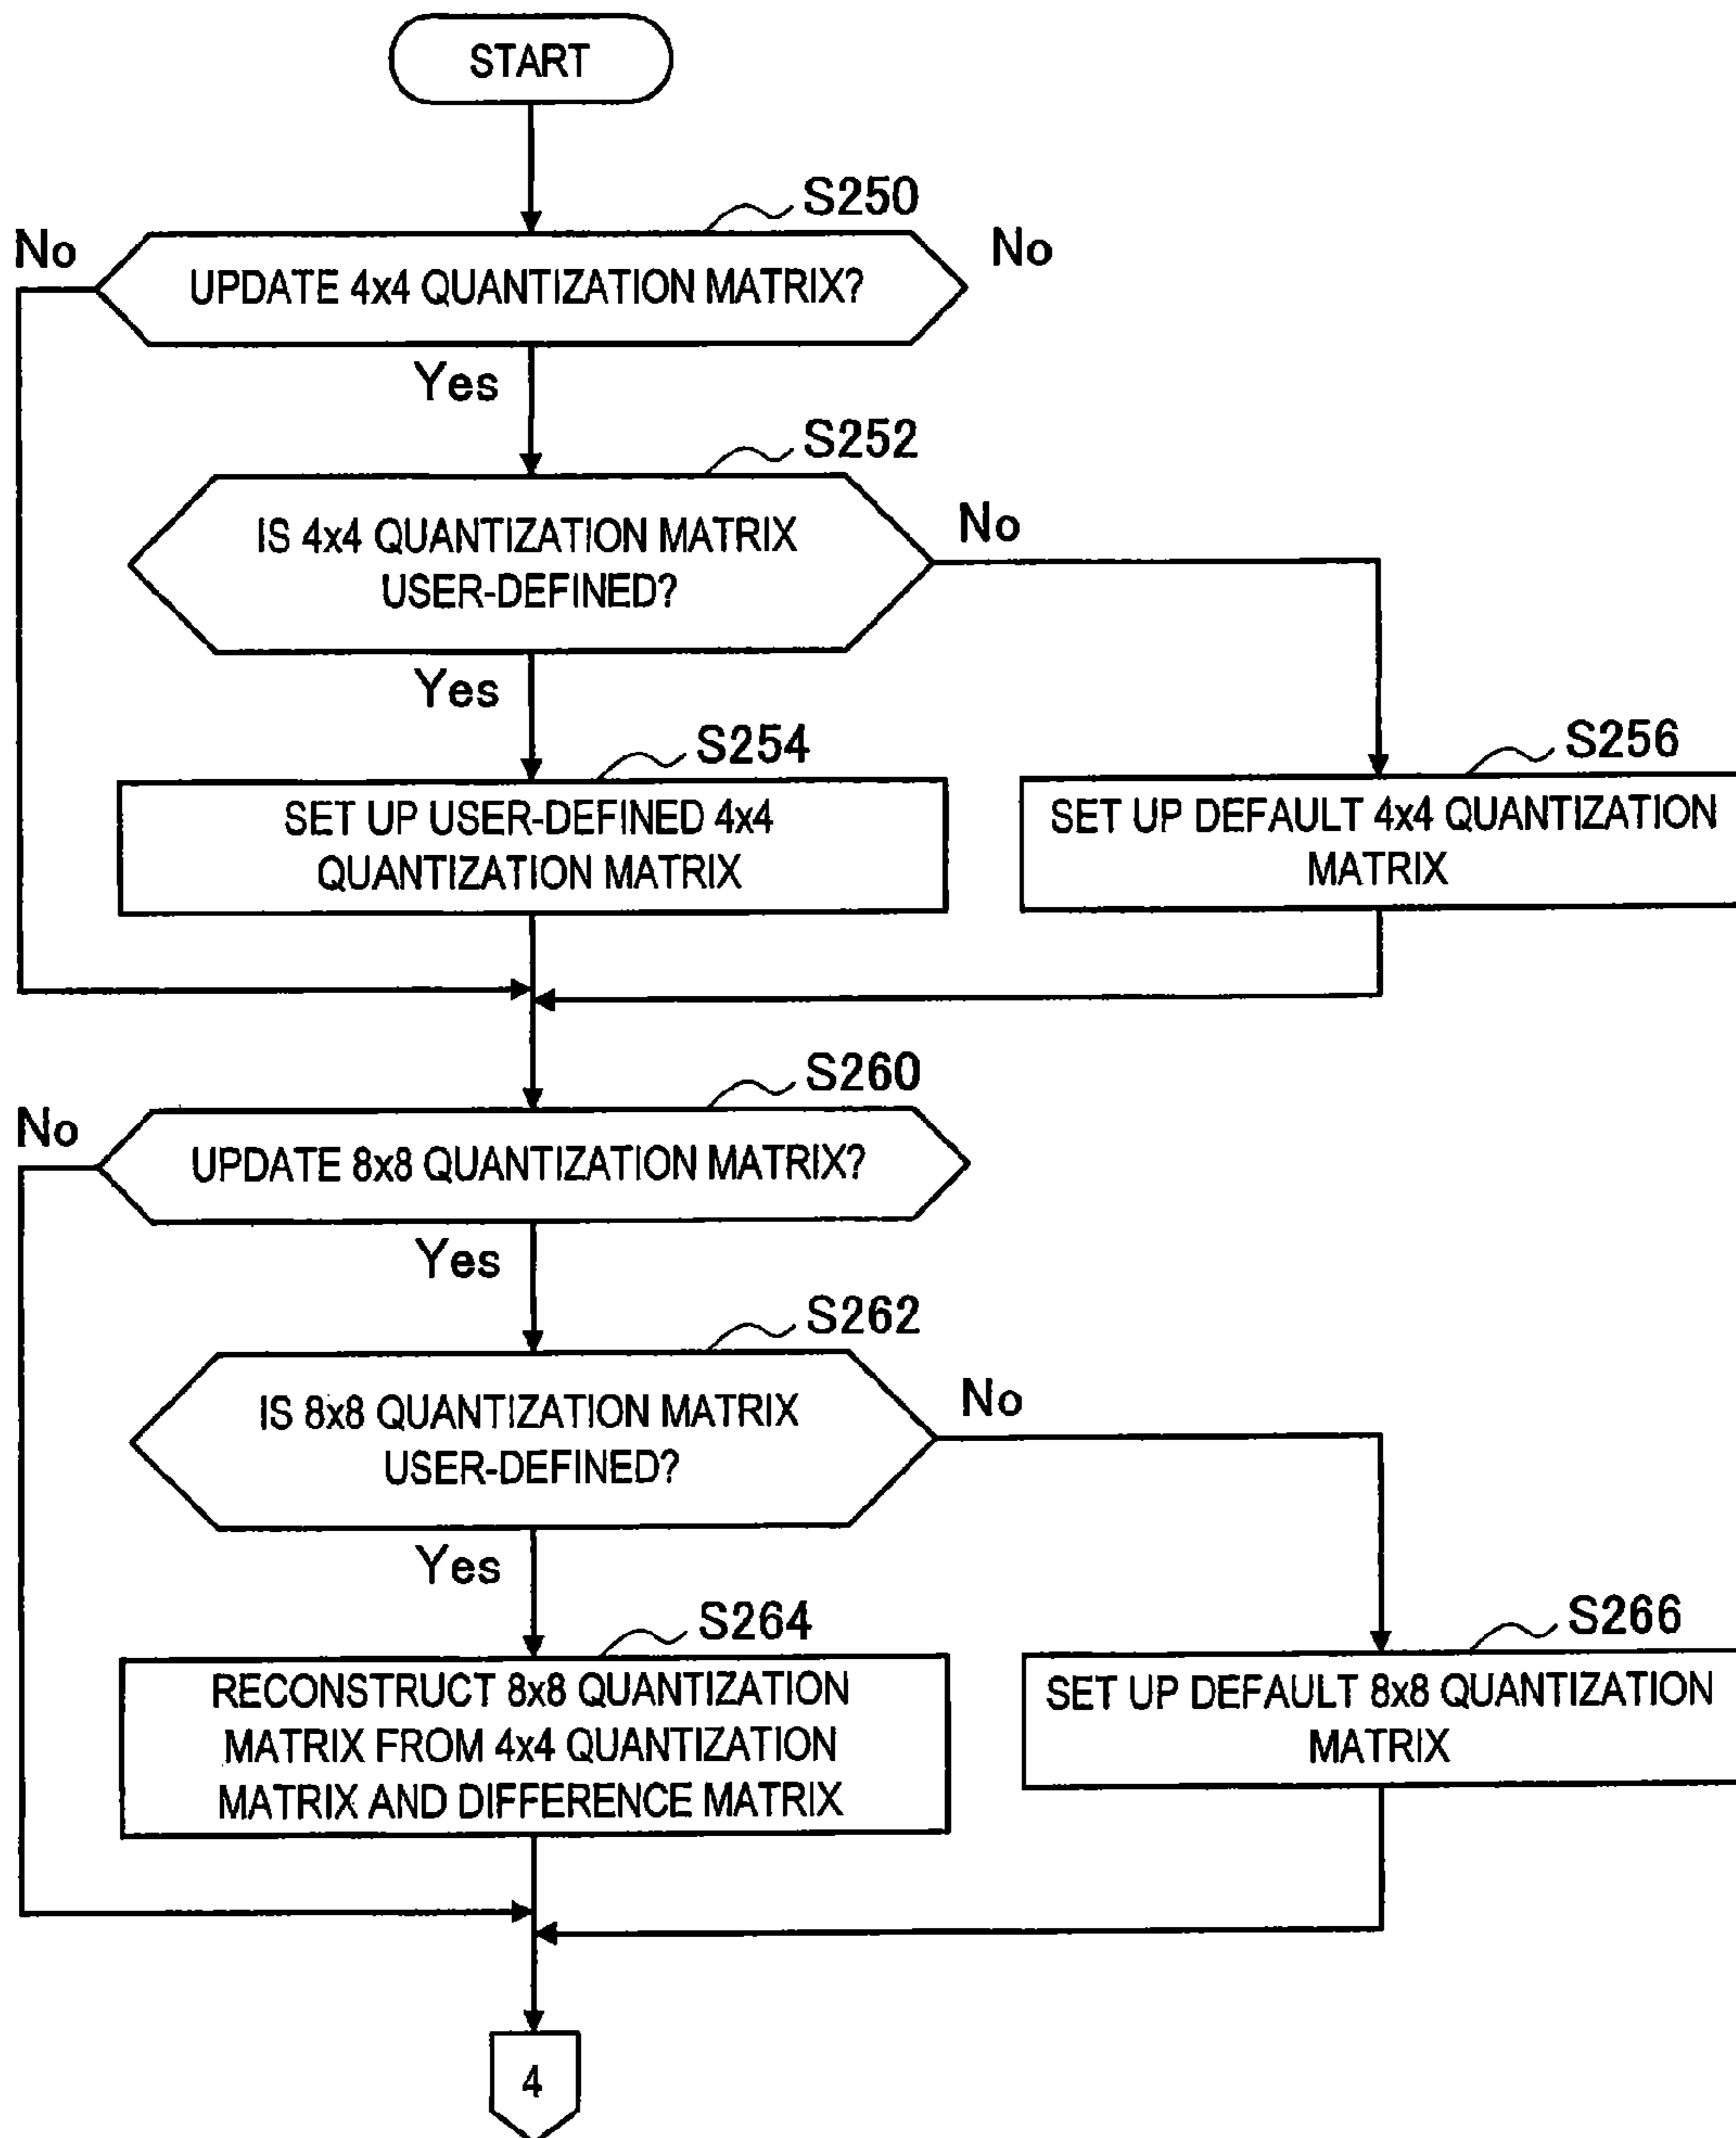 START
S250
No
No
UPDATE 4x4 QUANTIZATION MATRIX?
Yes
S252
IS 4x4 QUANTIZATION MATRIX
USER-DEFINED?
No
Yes
S254
SET UP USER-DEFINED 4x4
QUANTIZATION MATRIX
S256
SET UP DEFAULT 4x4 QUANTIZATION
MATRIX
S260
No
UPDATE 8x8 QUANTIZATION MATRIX?
Yes
S262
IS 8x8 QUANTIZATION MATRIX
USER-DEFINED?
No
Yes
S264
RECONSTRUCT 8x8 QUANTIZATION
MATRIX FROM 4x4 QUANTIZATION
MATRIX AND DIFFERENCE MATRIX
S266
SET UP DEFAULT 8x8 QUANTIZATION
MATRIX
4